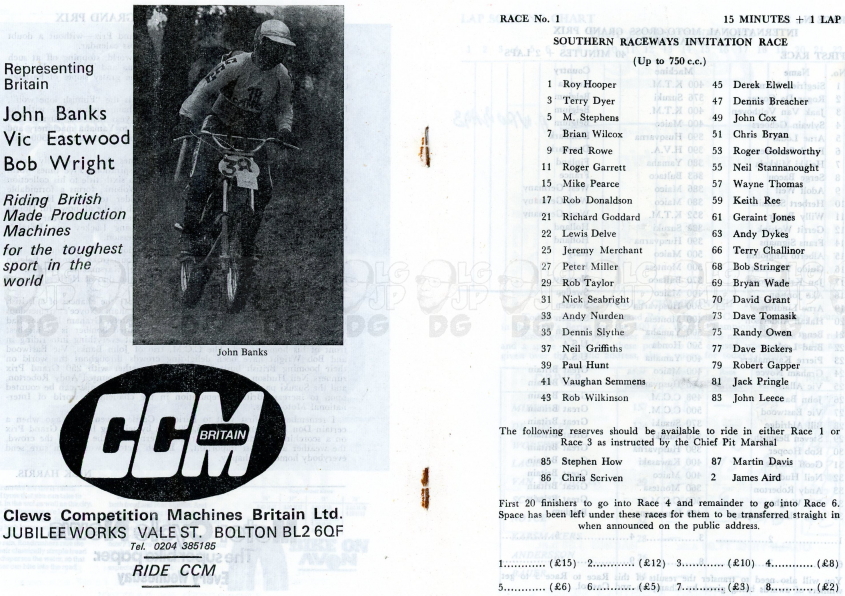 Representing
Britain
John Banks
Vic Eastwood
Bob Wright
Riding British
Made Production
Machines
for the toughest
sport in the
world
38
John Banks
CCM
BRITAIN
Clews Competition Machines Britain Ltd.
JUBILEE WORKS VALE ST. BOLTON BL2 6QF
Tel. 0204 385185
RIDE CCM
RACE No. 1 15 MINUTES + 1 LAP
SOUTHERN RACEWAYS INVITATION RACE
(Up to 750 c.c.)
1 Roy Hooper 45 Derek Elwell
3 Terry Dyer 47 Dennis Breacher
5 M. Stephens 49 John Cox
7 Brian Wilcox 51 Chris Bryan
9 Fred Rowe 53 Roger Goldsworthy
11 Roger Garrett 55 Neil Stannanought
15 Mike Pearce 57 Wayne Thomas
17 Rob Donaldson 59 Keith Ree
21 Richard Goddard 61 Geraint Jones
22 Lewis Delve 63 Andy Dykes
25 Jeremy Merchant 66 Terry Challinor
27 Peter Miller 68 Bob Stringer
29 Rob Taylor 69 Bryan Wade
31 Nick Seabright 70 David Grant
33 Andy Nurden 73 Dave Tomasik
35 Dennis Slythe 75 Randy Owen
37 Neil Griffiths 77 Dave Bickers
39 Paul Hunt 79 Robert Gapper
41 Vaughan Semmens 81 Jack Pringle
43 Rob Wilkinson 83 John Leece
The following reserves should be available to ride in either Race 1 or
Race 3 as instructed by the Chief Pit Marshal
85 Stephen How 87 Martin Davis
86 Chris Scriven 2 James Aird
First 20 finishers to go into Race 4 and remainder to go into Race 6.
Space has been left under these races for them to be transferred straight in
when announced on the public address.
1............ (£15) 2............ (£12) 3............ (£10) 4............ (£8)
5............ (£6) 6............ (£5) 7............ (£3) 8............ (£2)
LG JP DG